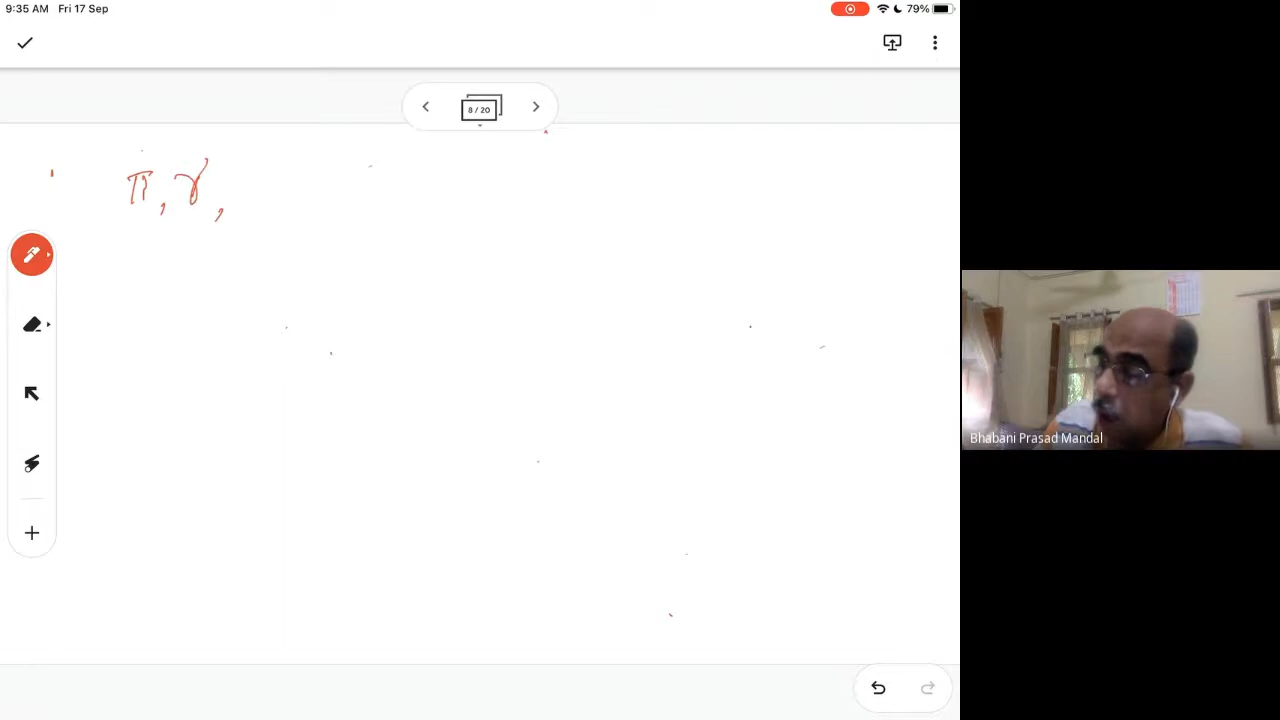 9:35 AM Fri 17 Sep
79%
8 / 20
π, γ,
Bhabani Prasad Mandal